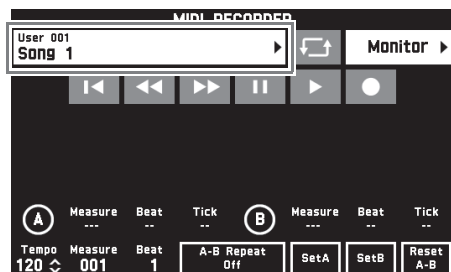 MIDI RECORDER
User 001
Song 1
Monitor
A Measure Beat Tick B Measure Beat Tick
--- -- -- --- -- --
Tempo Measure Beat A-B Repeat SetA SetB Reset
120 001 1 Off A-B